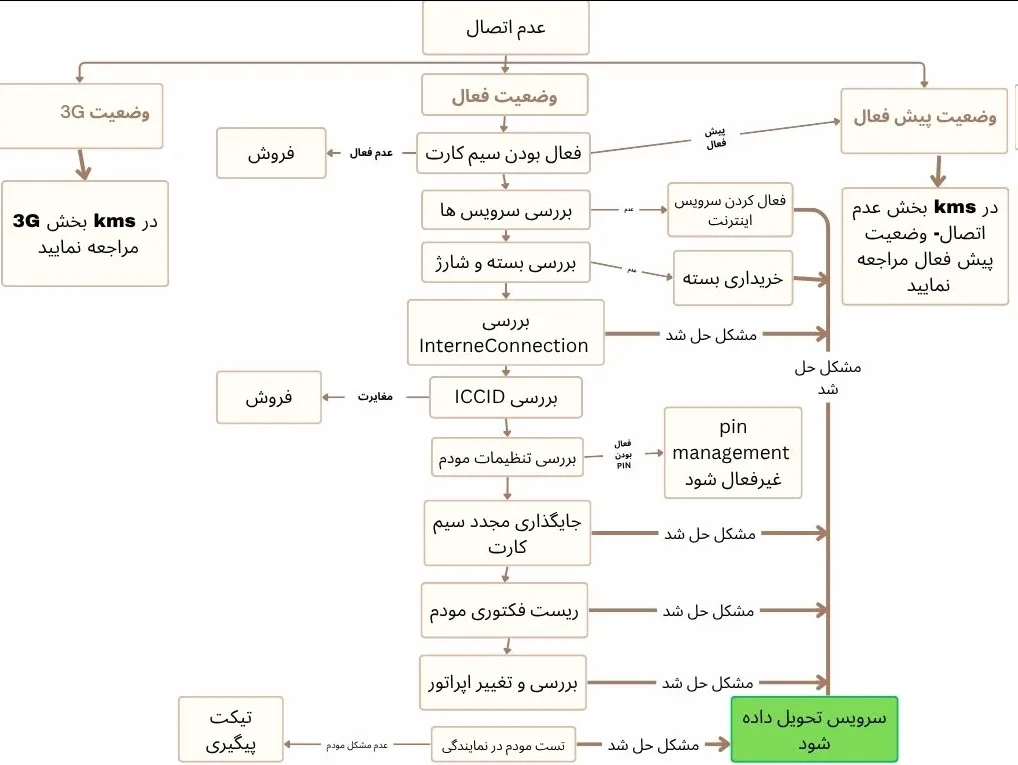 عدم اتصال
وضعیت 3G
وضعیت فعال
وضعیت پیش فعال
فروش
عدم فعال
فعال بودن سیم کارت
پیش
فعال
در kms بخش 3G
مراجعه نمایید
بررسی سرویس ها
عدم
فعال کردن سرویس
اینترنت
در kms بخش عدم
اتصال- وضعیت
پیش فعال مراجعه
نمایید
بررسی بسته و شارژ
عدم
خریداری بسته
بررسی
InterneConnection
مشکل حل شد
مشکل حل
شد
فروش
مغایرت
بررسی ICCID
بررسی تنظیمات مودم
فعال
بودن
PIN
pin
management
غیرفعال شود
جایگذاری مجدد سیم
کارت
مشکل حل شد
ریست فکتوری مودم
مشکل حل شد
بررسی و تغییر اپراتور
مشکل حل شد
تیکت
پیگیری
عدم مشکل مودم
تست مودم در نمایندگی
مشکل حل شد
سرویس تحویل داده
شود